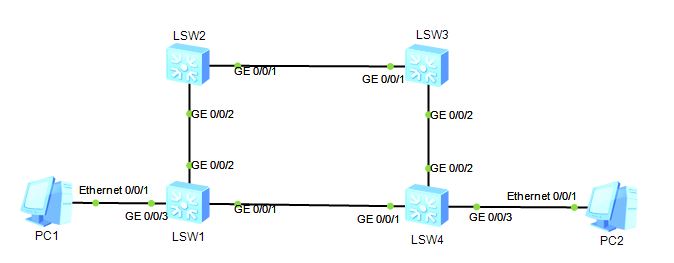 LSW2
LSW3
GE 0/0/1
GE 0/0/1
GE 0/0/2
GE 0/0/2
GE 0/0/2
GE 0/0/2
Ethernet 0/0/1
GE 0/0/1
Ethernet 0/0/1
GE 0/0/3
GE 0/0/1
GE 0/0/3
PC1
LSW1
LSW4
PC2